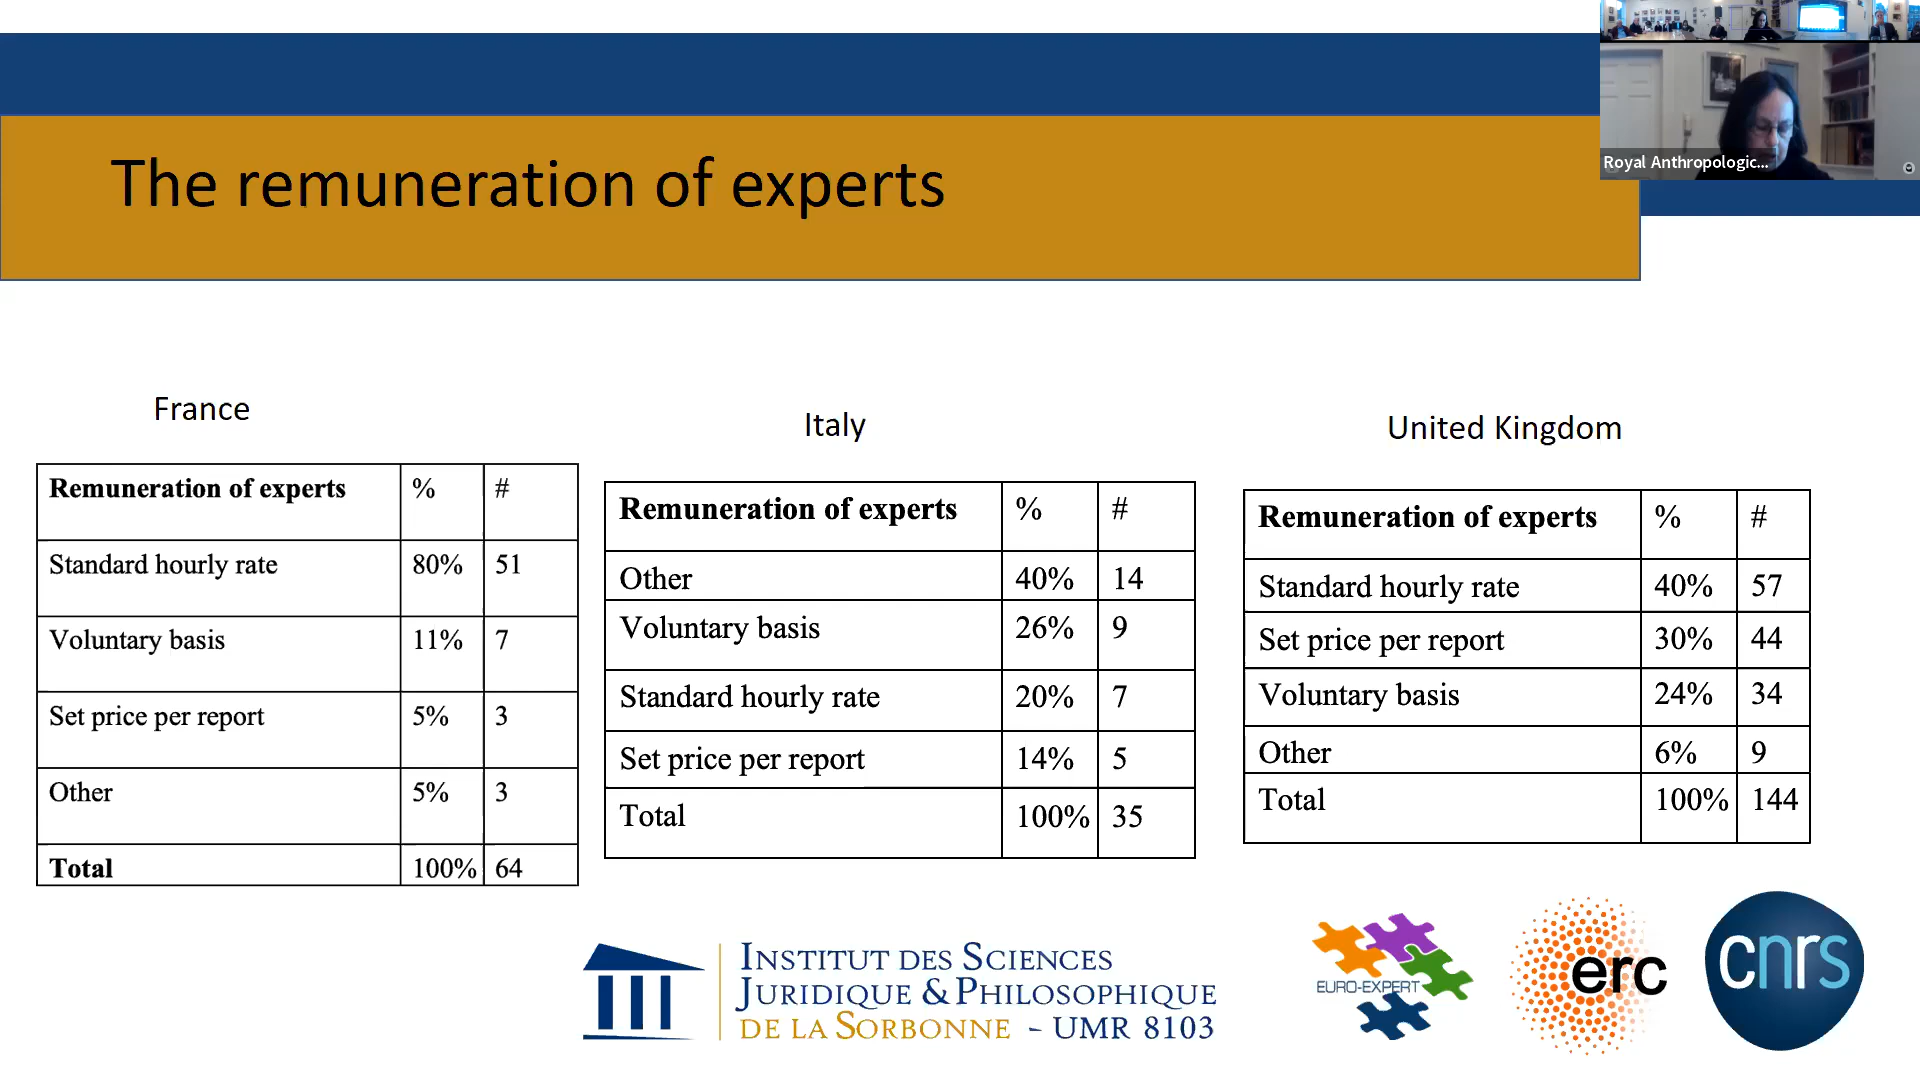 Royal Anthropologic...
The remuneration of experts
France
Remuneration of experts % #
Standard hourly rate 80% 51
Voluntary basis 11% 7
Set price per report 5% 3
Other 5% 3
Total 100% 64
Italy
Remuneration of experts % #
Other 40% 14
Voluntary basis 26% 9
Standard hourly rate 20% 7
Set price per report 14% 5
Total 100% 35
United Kingdom
Remuneration of experts % #
Standard hourly rate 40% 57
Set price per report 30% 44
Voluntary basis 24% 34
Other 6% 9
Total 100% 144
INSTITUT DES SCIENCES
JURIDIQUE & PHILOSOPHIQUE
DE LA SORBONNE - UMR 8103
EURO-EXPERT
erc
cnrs